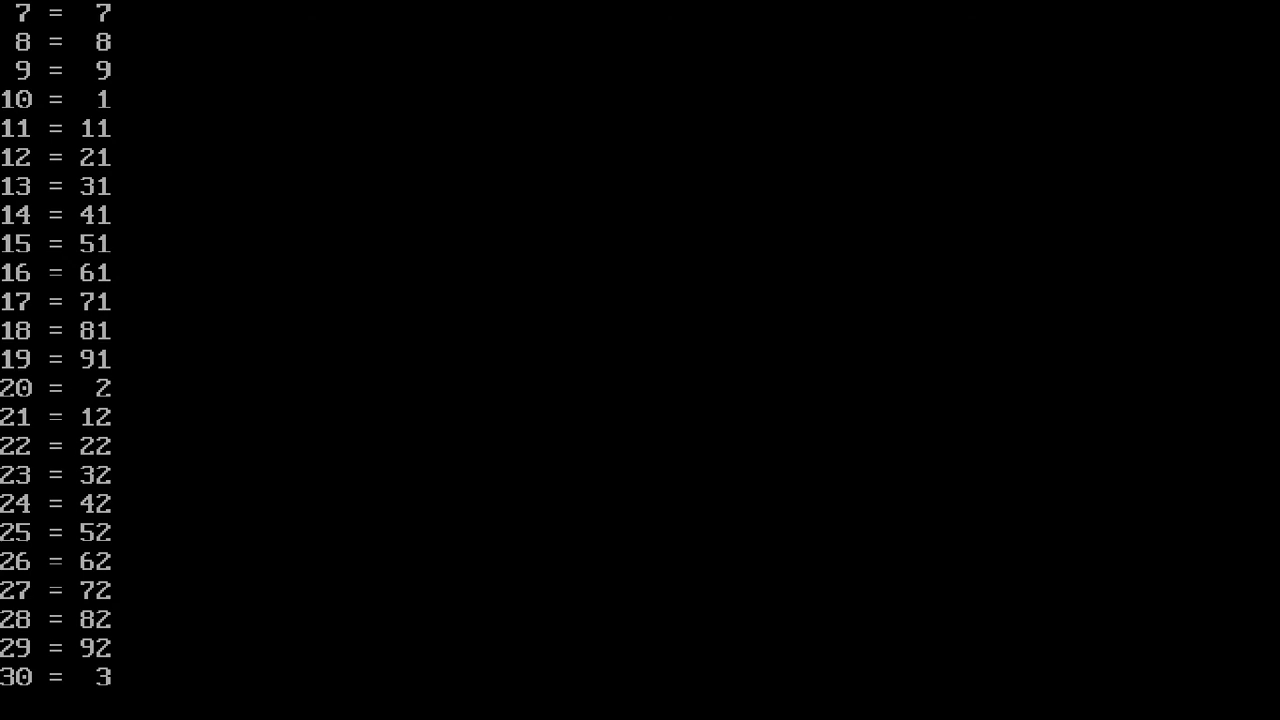 7 =  7
 8 =  8
 9 =  9
10 =  1
11 = 11
12 = 21
13 = 31
14 = 41
15 = 51
16 = 61
17 = 71
18 = 81
19 = 91
20 =  2
21 = 12
22 = 22
23 = 32
24 = 42
25 = 52
26 = 62
27 = 72
28 = 82
29 = 92
30 =  3